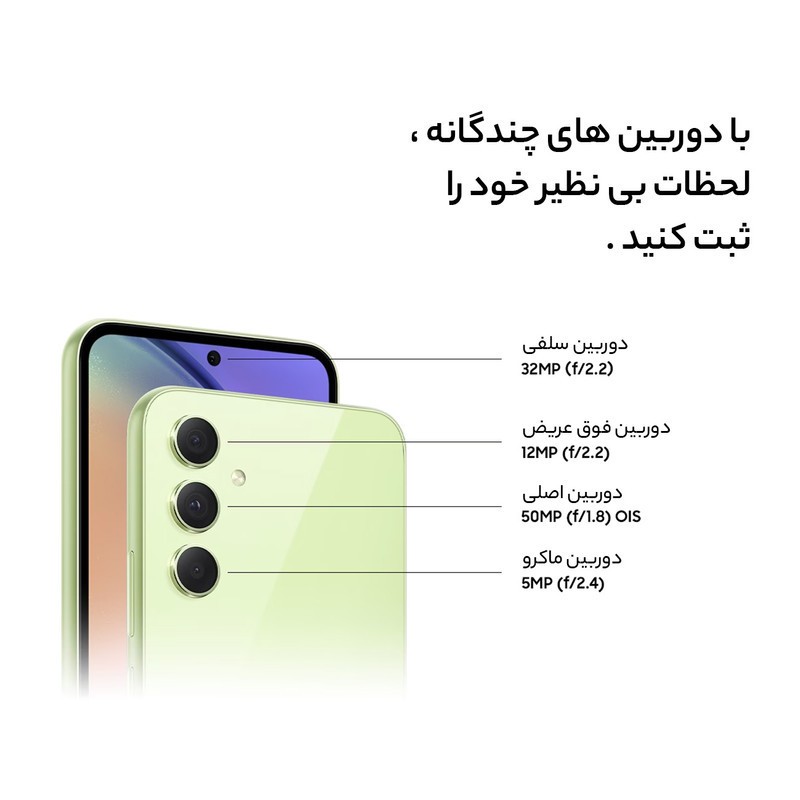 با دوربین های چندگانه ،
لحظات بی نظیر خود را
ثبت کنید .
دوربین سلفی
32MP (f/2.2)
دوربین فوق عریض
12MP (f/2.2)
دوربین اصلی
50MP (f/1.8) OIS
دوربین ماکرو
5MP (f/2.4)